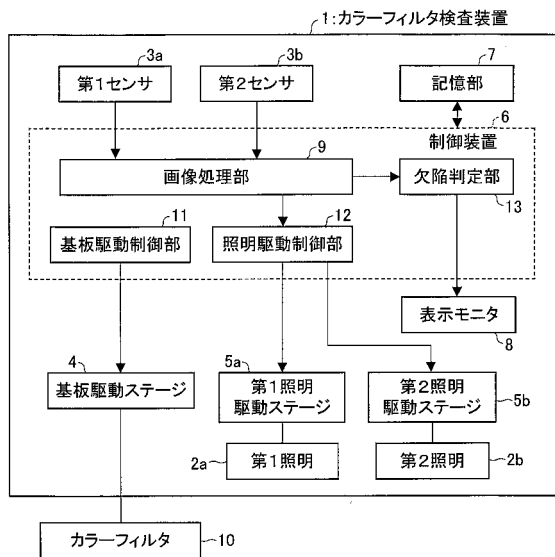 1:カラーフィルタ検査装置
3a
第1センサ
3b
第2センサ
7
記憶部
6
制御装置
9
画像処理部
欠陥判定部
13
11
基板駆動制御部
12
照明駆動制御部
表示モニタ
8
4
基板駆動ステージ
5a
第1照明
駆動ステージ
第2照明
駆動ステージ
5b
2a
第1照明
第2照明
2b
カラーフィルタ
10